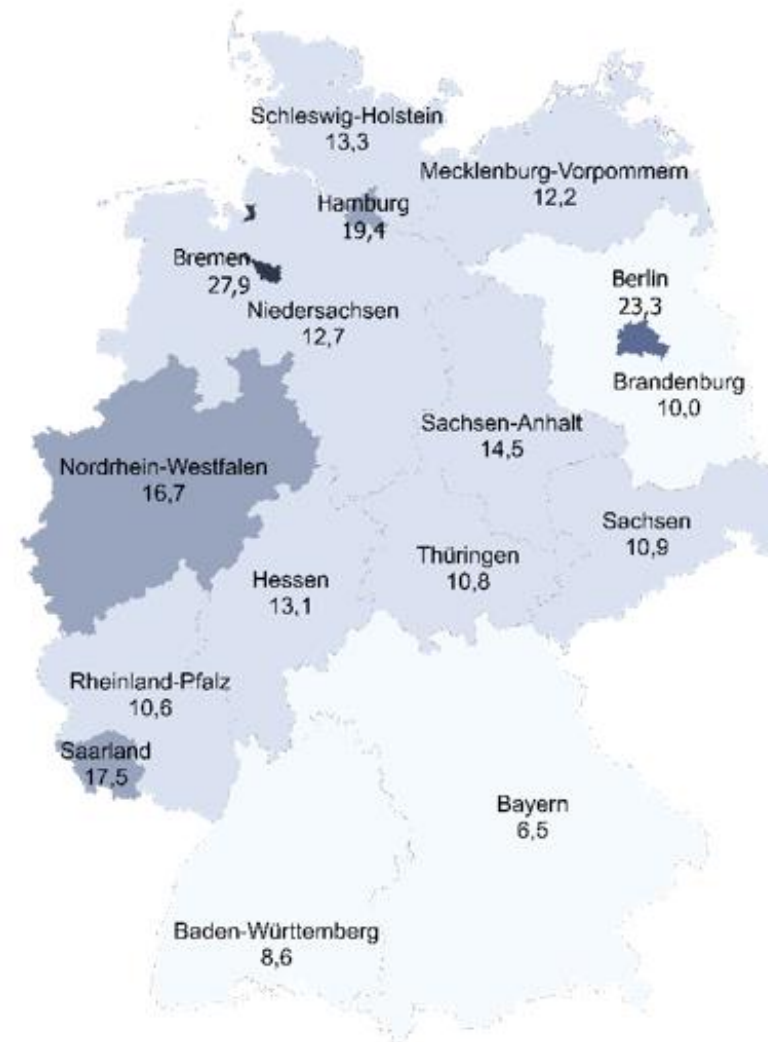 Schleswig-Holstein
13,3
Mecklenburg-Vorpommern
12,2
Hamburg
19,4
Bremen
27,9
Niedersachsen
12,7
Berlin
23,3
Brandenburg
10,0
Sachsen-Anhalt
14,5
Nordrhein-Westfalen
16,7
Sachsen
10,9
Thüringen
10,8
Hessen
13,1
Rheinland-Pfalz
10,6
Saarland
17,5
Bayern
6,5
Baden-Württemberg
8,6